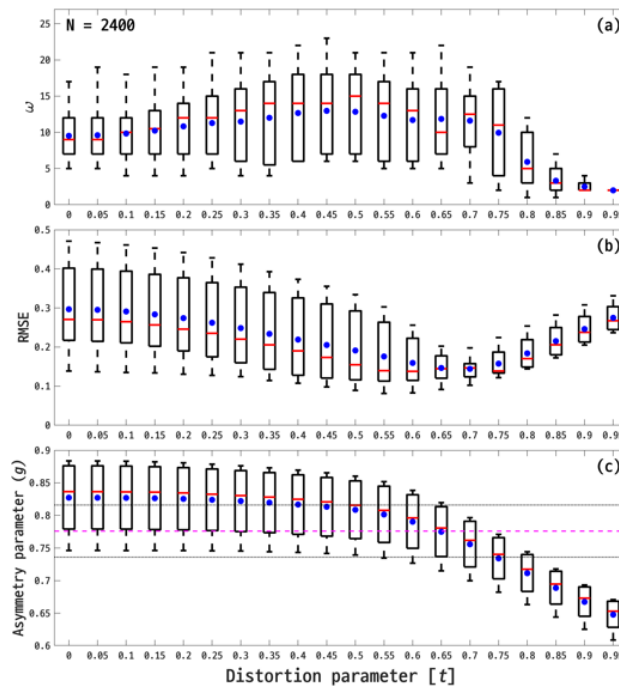 N = 2400
(a)
ω
25
20
15
10
5
0
0 0.05 0.1 0.15 0.2 0.25 0.3 0.35 0.4 0.45 0.5 0.55 0.6 0.65 0.7 0.75 0.8 0.85 0.9 0.95
(b)
RMSE
0.5
0.4
0.3
0.2
0.1
0
0 0.05 0.1 0.15 0.2 0.25 0.3 0.35 0.4 0.45 0.5 0.55 0.6 0.65 0.7 0.75 0.8 0.85 0.9 0.95
(c)
Asymmetry parameter (g)
0.9
0.85
0.8
0.75
0.7
0.65
0.6
0 0.05 0.1 0.15 0.2 0.25 0.3 0.35 0.4 0.45 0.5 0.55 0.6 0.65 0.7 0.75 0.8 0.85 0.9 0.95
Distortion parameter [t]